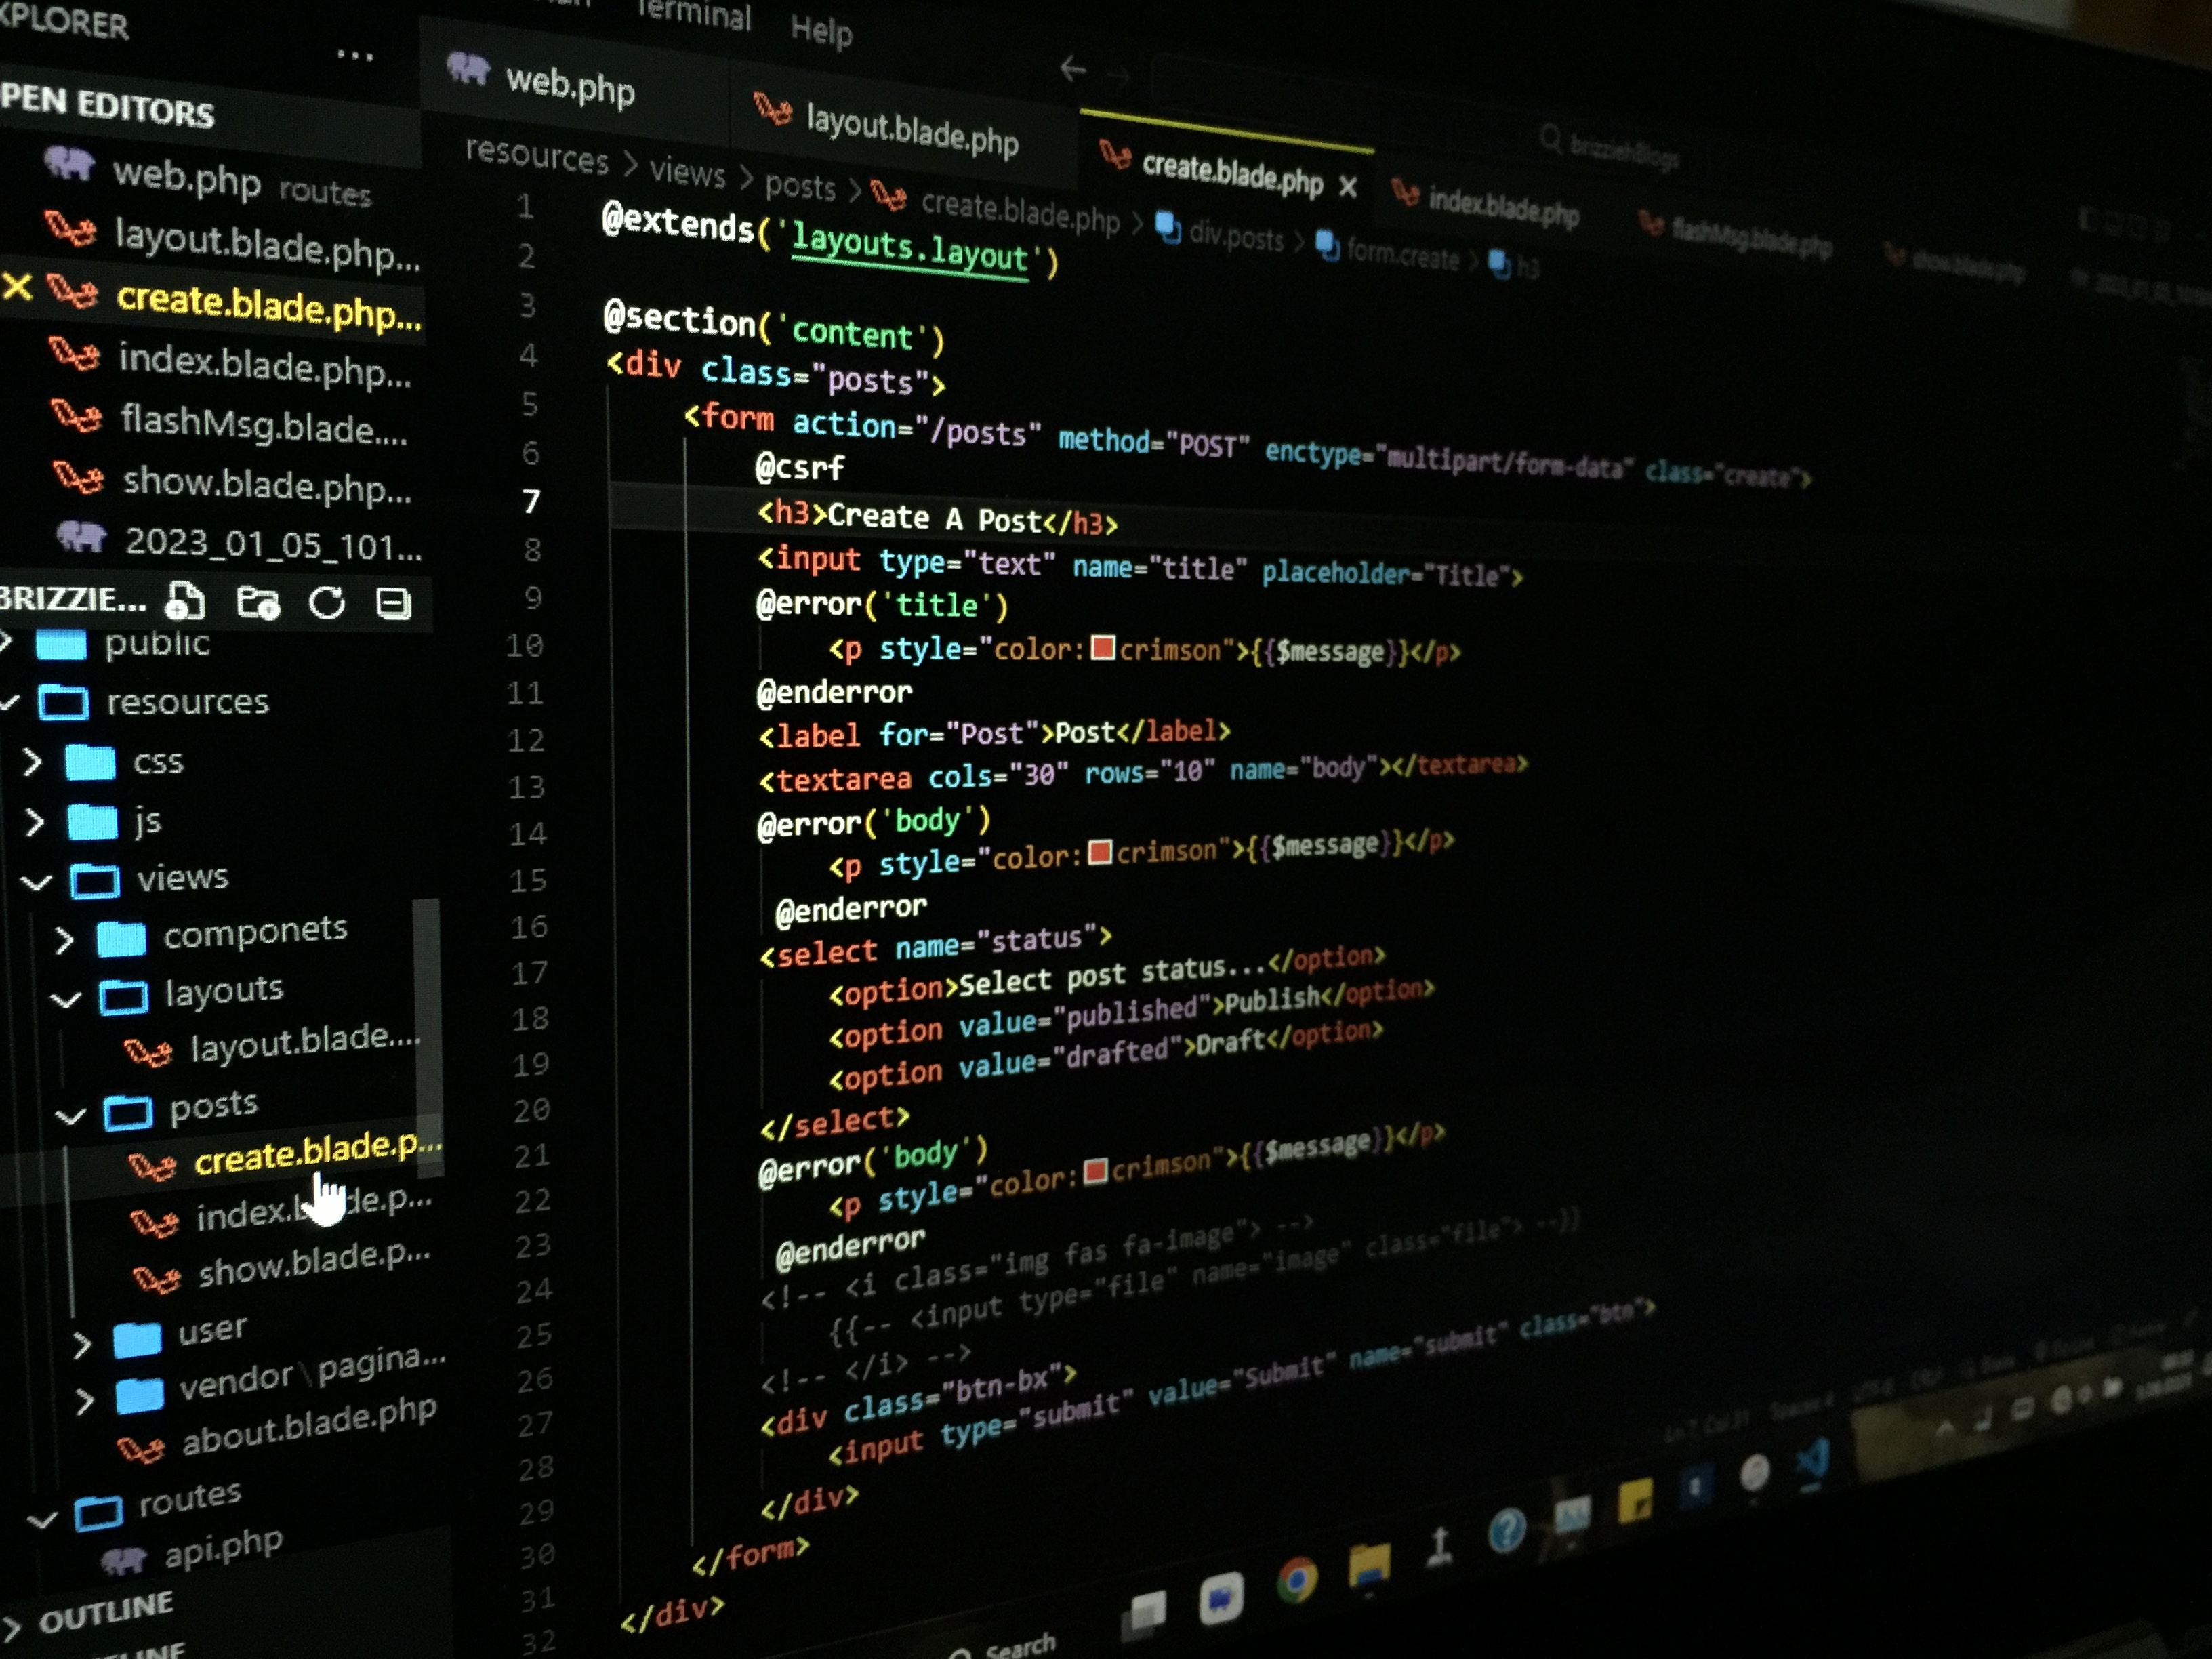 XPLORER
...
Terminal Help
PEN EDITORS
web.php routes
layout.blade.php...
create.blade.php...
index.blade.php...
flashMsg.blade....
show.blade.php...
2023_01_05_101...
BRIZZIE...
public
resources
css
js
views
componets
layouts
layout.blade....
posts
create.blade.p...
show.blade.p...
user
vendor\pagina...
about.blade.php
routes
api.php
OUTLINE
brizziehBlogs
web.php
layout.blade.php
create.blade.php
index.blade.php
flashMsg.blade.php
show.blade.php
resources > views > posts > create.blade.php > div.posts > form.create > h3
1 @extends('layouts.layout')
2
3 @section('content')
4 <div class="posts">
5 <form action="/posts" method="POST" enctype="multipart/form-data" class="create">
6 @csrf
7 <h3>Create A Post</h3>
8 <input type="text" name="title" placeholder="Title">
9 @error('title')
10 <p style="color:crimson">{{$message}}</p>
11 @enderror
12 <label for="Post">Post</label>
13 <textarea cols="30" rows="10" name="body"></textarea>
14 @error('body')
15 <p style="color:crimson">{{$message}}</p>
16 @enderror
17 <select name="status">
18 <option>Select post status...</option>
19 <option value="published">Publish</option>
20 <option value="drafted">Draft</option>
21 </select>
22 @error('body')
23 <p style="color:crimson">{{$message}}</p>
24 @enderror
25 <!-- <i class="img fas fa-image"> -->
26 {{-- <input type="file" name="image" class="file"> --}}
27 <!-- </i> -->
28 <div class="btn-bx">
29 <input type="submit" value="Submit" name="submit" class="btn">
30 </div>
31 </form>
32 </div>
Search